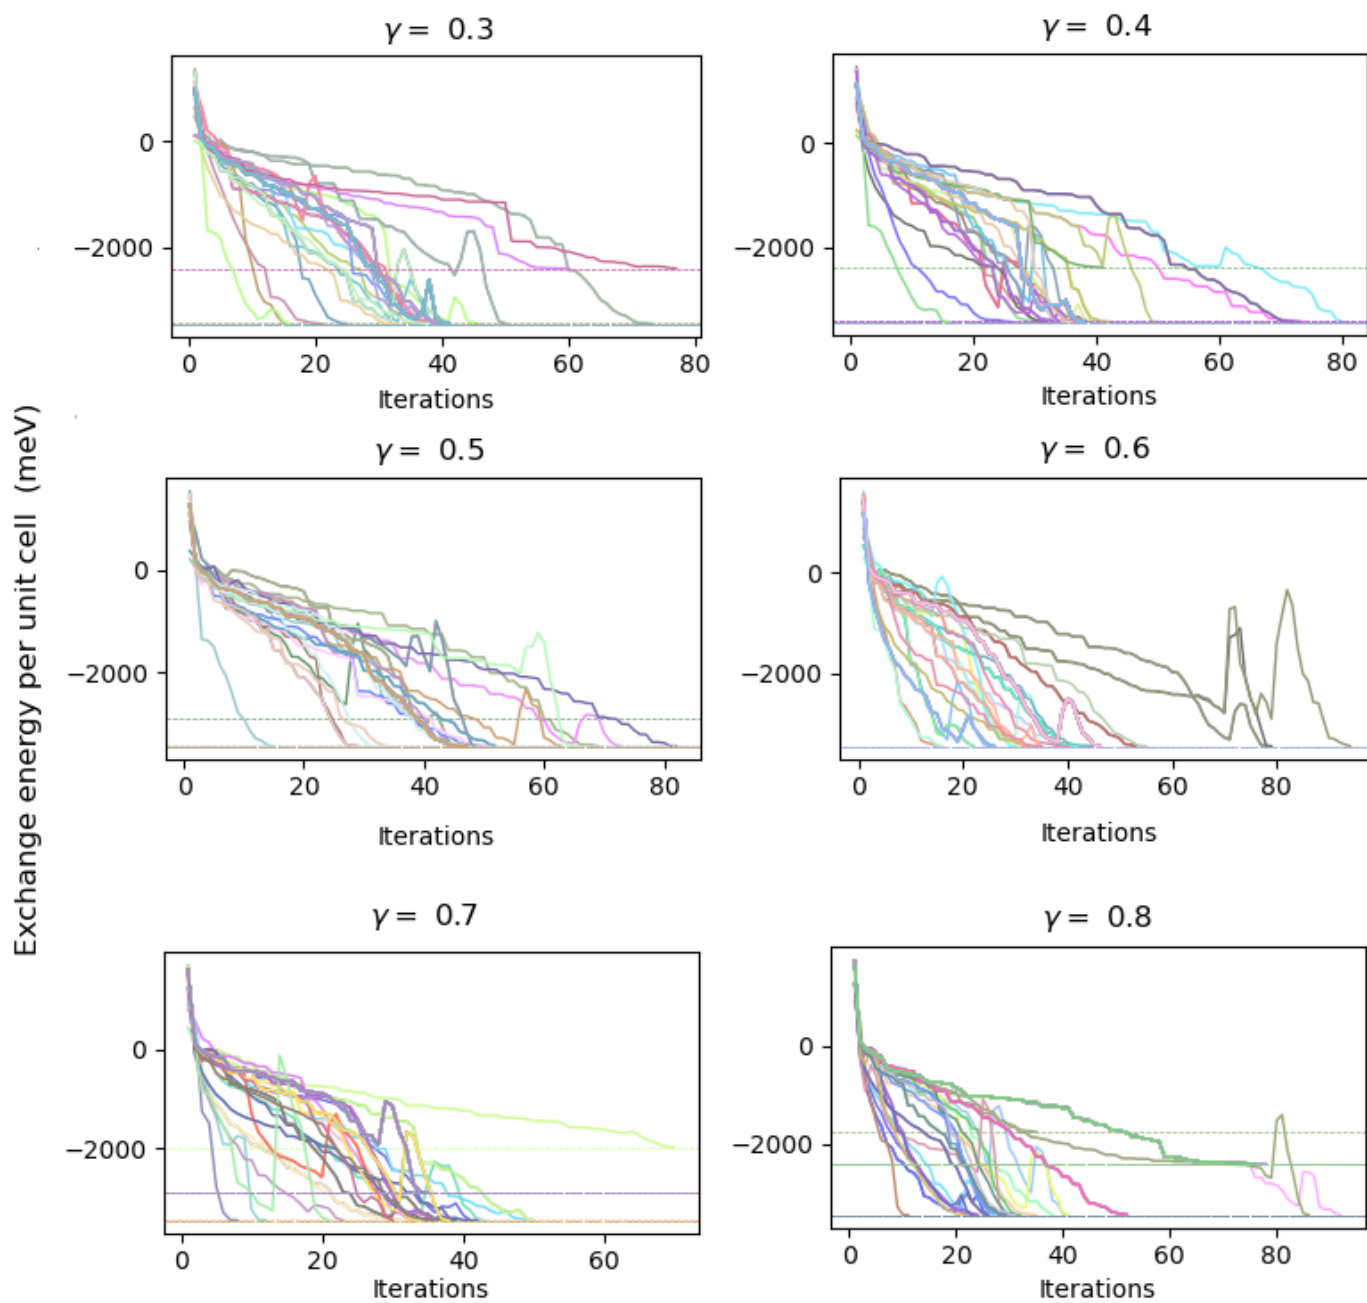 γ = 0.3
γ = 0.4
0
−2000
0 20 40 60 80
Iterations
0
−2000
0 20 40 60 80
Iterations
Exchange energy per unit cell (meV)
γ = 0.5
γ = 0.6
0
−2000
0 20 40 60 80
Iterations
0
−2000
0 20 40 60 80
Iterations
γ = 0.7
γ = 0.8
0
−2000
0 20 40 60
Iterations
0
−2000
0 20 40 60 80
Iterations